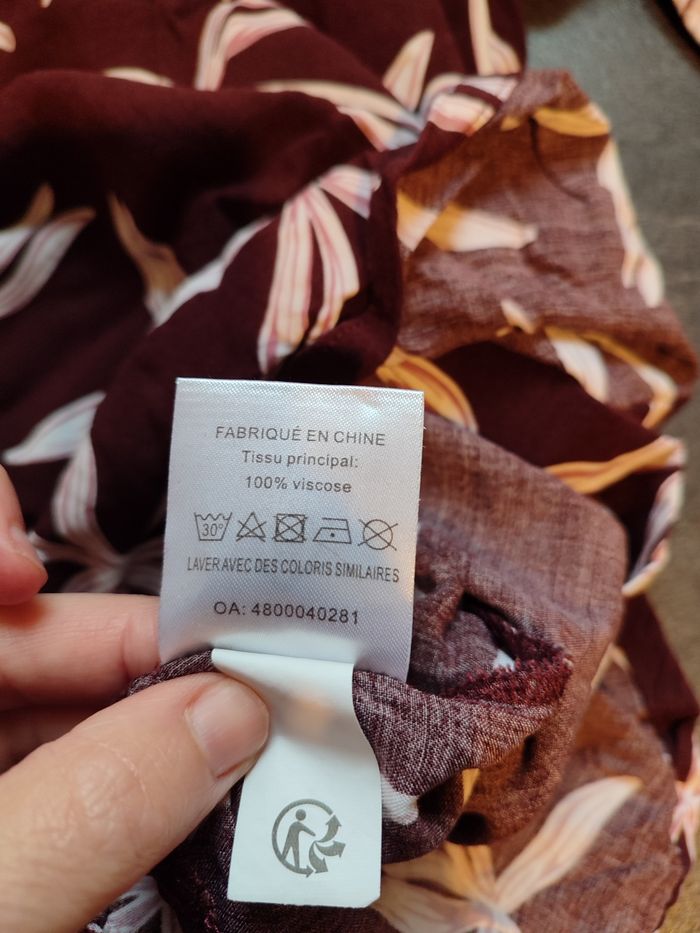 FABRIQUÉ EN CHINE
Tissu principal:
100% viscose
30°
LAVER AVEC DES COLORIS SIMILAIRES
OA: 4800040281